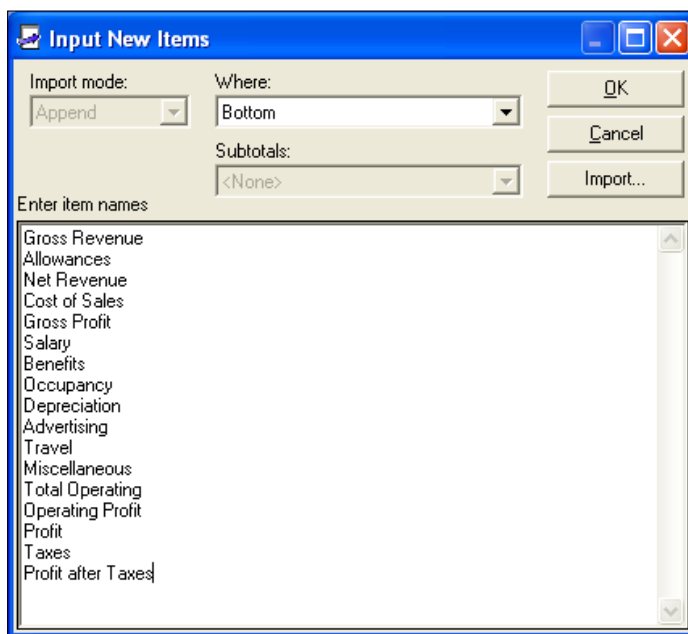 Input New Items
Import mode:
Where:
OK
Append
Bottom
Cancel
Subtotals:
<None>
Import...
Enter item names
Gross Revenue
Allowances
Net Revenue
Cost of Sales
Gross Profit
Salary
Benefits
Occupancy
Depreciation
Advertising
Travel
Miscellaneous
Total Operating
Operating Profit
Profit
Taxes
Profit after Taxes